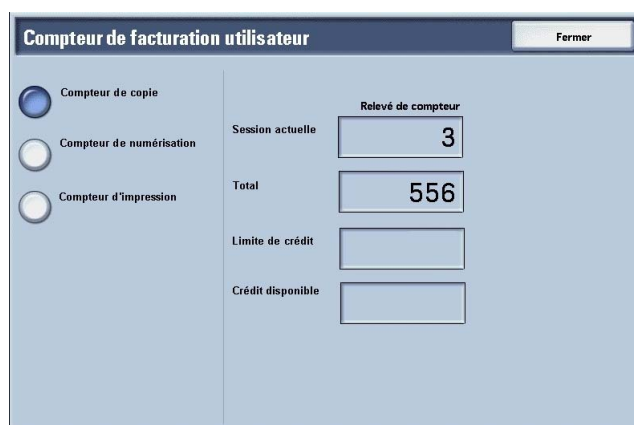 Compteur de facturation utilisateur
Fermer
Compteur de copie
Compteur de numérisation
Compteur d'impression
Relevé de compteur
Session actuelle
3
Total
556
Limite de crédit
Crédit disponible